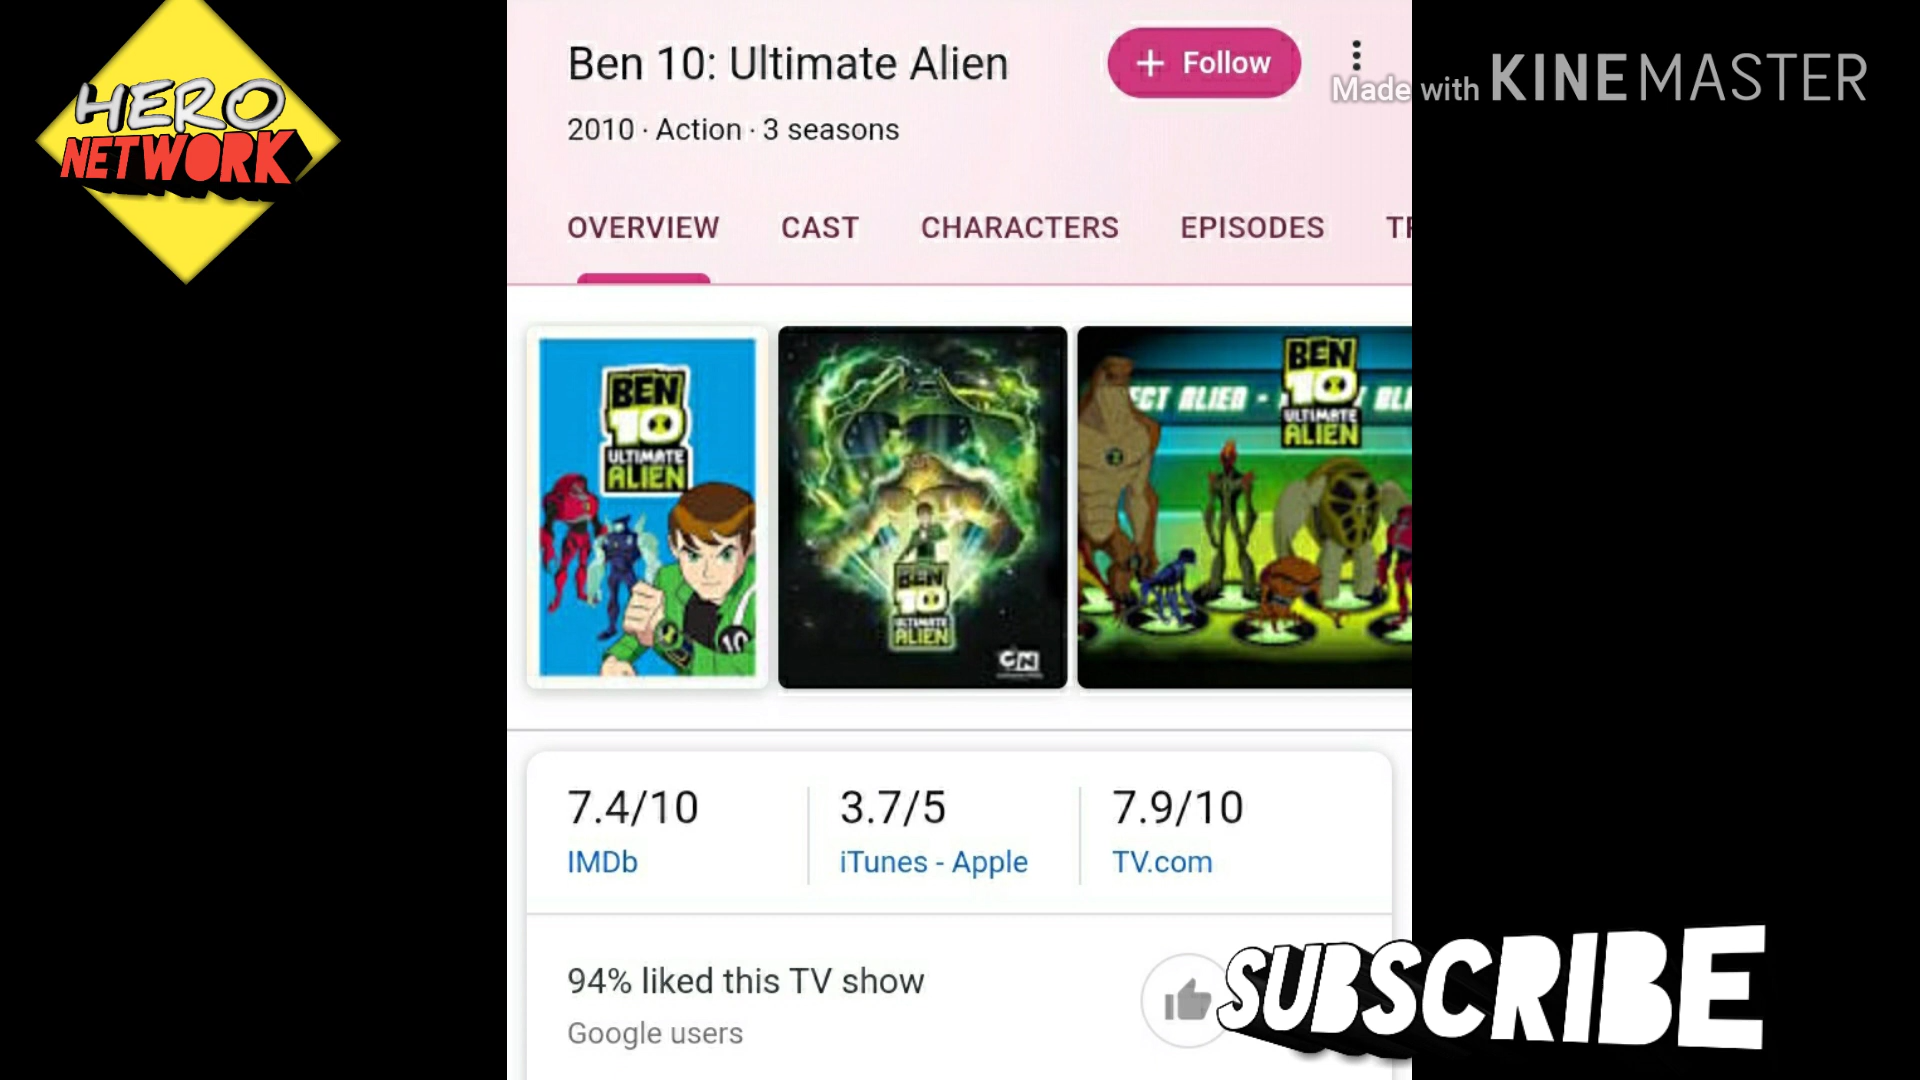 HERO
NETWORK
Ben 10: Ultimate Alien
+ Follow
Made with KINEMASTER
2010 · Action · 3 seasons
OVERVIEW CAST CHARACTERS EPISODES
BEN
10
ULTIMATE
ALIEN
10
BEN
10
ULTIMATE
ALIEN
CN
BEN
10
ULTIMATE
ALIEN
ALIEN -
7.4/10 3.7/5 7.9/10
IMDb iTunes - Apple TV.com
94% liked this TV show
Google users
SUBSCRIBE